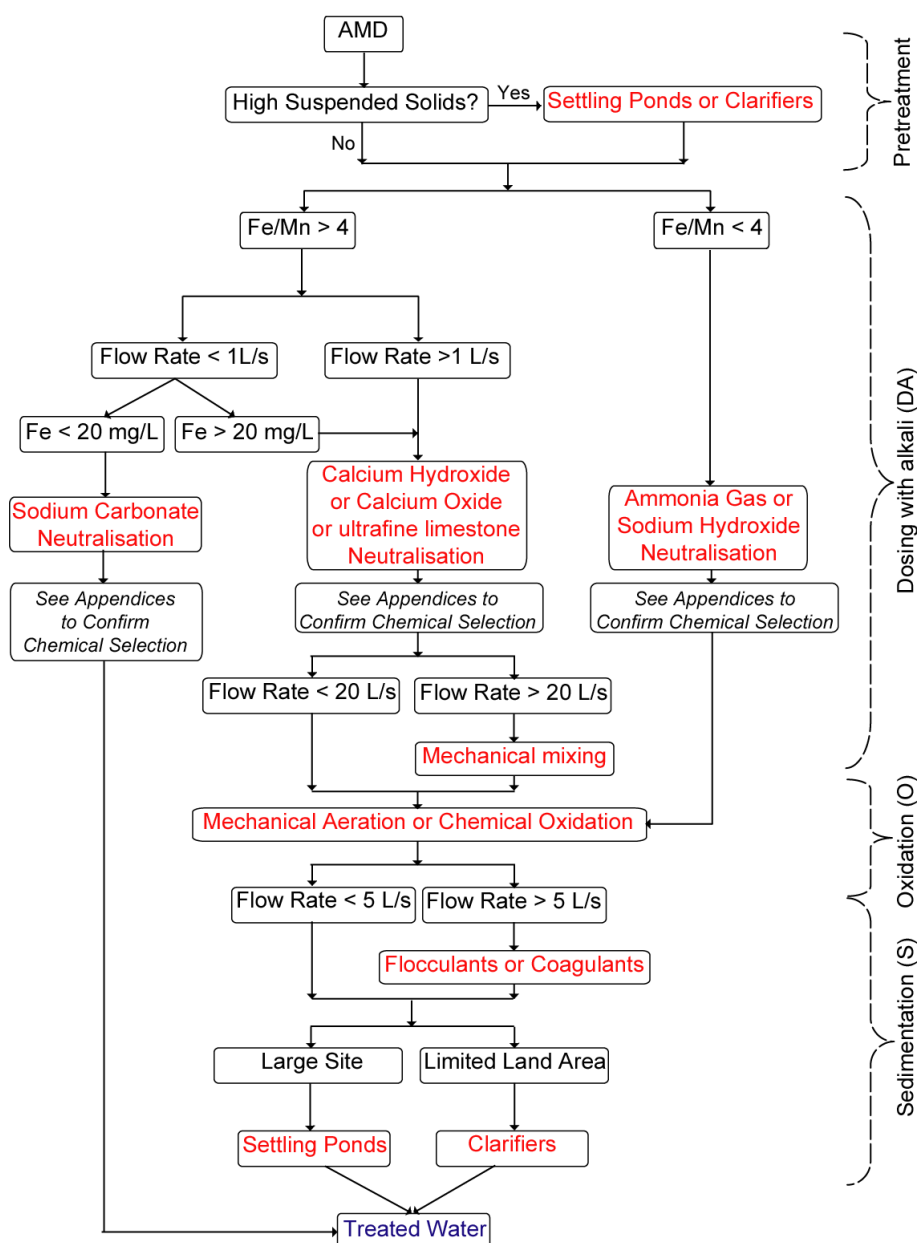 AMD
High Suspended Solids?
Yes
Settling Ponds or Clarifiers
No
Pretreatment
Fe/Mn > 4
Fe/Mn < 4
Flow Rate < 1L/s
Flow Rate >1 L/s
Fe < 20 mg/L
Fe > 20 mg/L
Sodium Carbonate
Neutralisation
Calcium Hydroxide
or Calcium Oxide
or ultrafine limestone
Neutralisation
Ammonia Gas or
Sodium Hydroxide
Neutralisation
See Appendices
to Confirm
Chemical Selection
See Appendices to
Confirm Chemical Selection
See Appendices to
Confirm Chemical Selection
Flow Rate < 20 L/s
Flow Rate > 20 L/s
Mechanical mixing
Dosing with alkali (DA)
Mechanical Aeration or Chemical Oxidation
Oxidation (O)
Flow Rate < 5 L/s
Flow Rate > 5 L/s
Flocculants or Coagulants
Large Site
Limited Land Area
Settling Ponds
Clarifiers
Sedimentation (S)
Treated Water